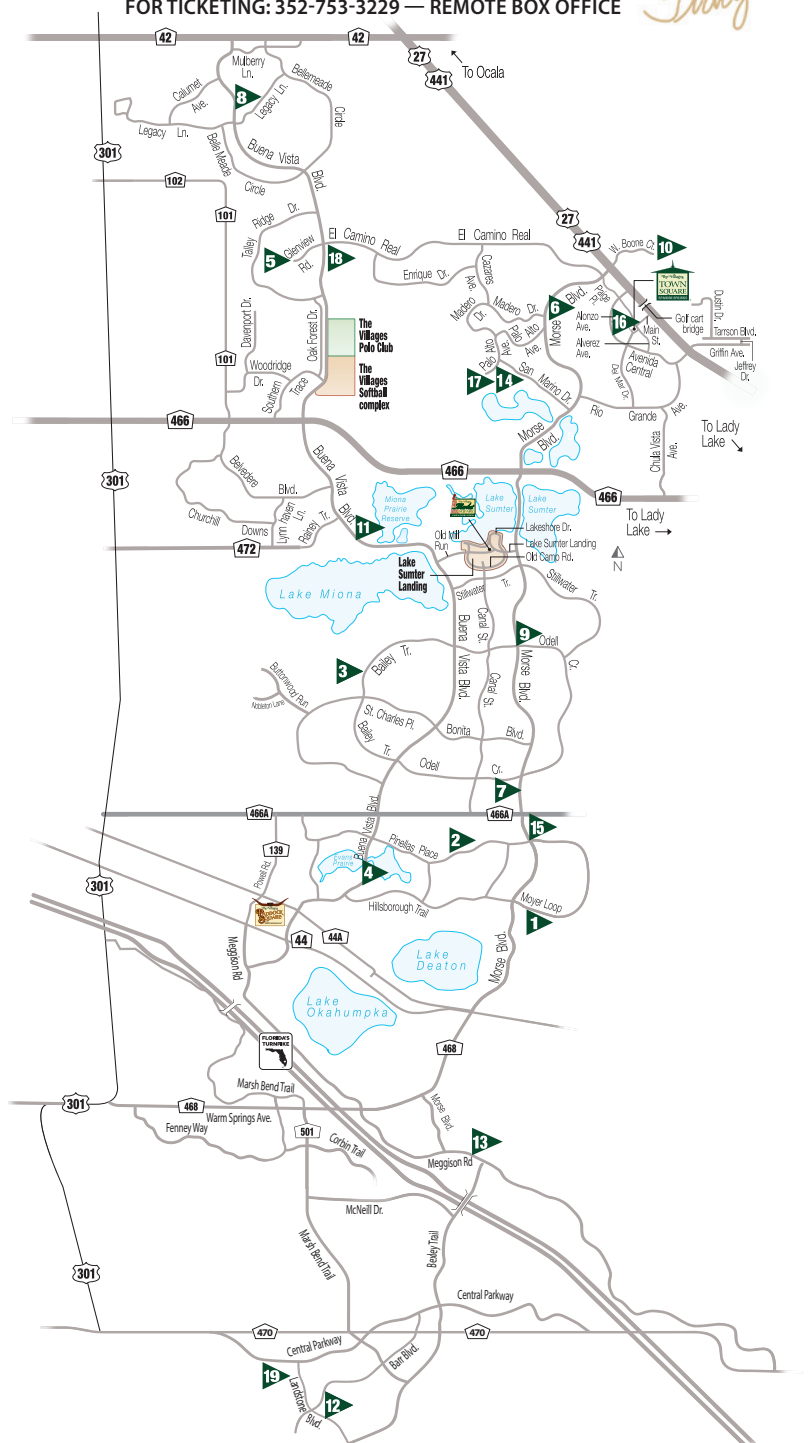 FOR TICKETING: 352-753-3229 — REMOTE BOX OFFICE
42
42
27
441
To Ocala
Mulberry
Ln.
Bellemeade
Circle
Calumet
Ave.
8
Legacy Ln.
Legacy Ln.
301
Belle Meade
Circle
Buena Vista
Blvd.
102
101
27
441
Talley
Ridge Dr.
5
Glenview
Rd.
18
El Camino Real
El Camino Real
W. Boone Ct.
10
Enrique Dr.
Cazares
Ave.
The Villages
TOWN
SQUARE
SPANISH SPRINGS
Madero
Dr.
Madero Dr.
Palo
Alto
Ave.
6
Morse
Blvd.
Paige
Pl.
Alonzo
Ave.
16
Main
St.
Golf cart
bridge
Dustin Dr.
Tarrson Blvd.
Griffin Ave.
Jeffrey
Dr.
Alverez
Ave.
Avenida
Central
Del Mar Dr.
Davenport Dr.
Oak Forest Dr.
The
Villages
Polo Club
The
Villages
Softball
complex
101
Woodridge
Dr.
Southern
Trace
Palo
Alto
Ave.
17
14
San Marino Dr.
Rio Grande Ave.
Chula Vista
Ave.
To Lady
Lake
466
Morse
Blvd.
466
466
301
Buena Vista
Blvd.
Belvedere
Blvd.
Churchill
Downs
Lynn haven
Ln.
Rainey Tr.
11
Miona
Prairie
Reserve
Lake
Sumter
Lake
Sumter
To Lady
Lake
N
472
Old Mill
Run
Lakeshore Dr.
Lake Sumter Landing
Old Camp Rd.
Lake
Sumter
Landing
Lake Miona
Stillwater Tr.
Stillwater Tr.
Buena
Vista Blvd.
Canal St.
Canal St.
9
Odell
Cr.
Morse Blvd.
3
Bailey Tr.
Buttonwood Run
Nobleton Lane
St. Charles Pl.
Bonita Blvd.
Bailey
Tr.
Odell Cr.
7
466A
466A
Buena Vista Blvd.
15
139
Powell Rd.
Pinellas Place
2
Evans
Prairie
4
301
Hillsborough Trail
Moyer Loop
1
PADDOCK
SQUARE
44
44A
Meggison Rd
Lake
Deaton
Morse Blvd.
Lake
Okahumpka
FLORIDA'S
TURNPIKE
468
Marsh Bend Trail
301
468
Warm Springs Ave.
Fenney Way
501
Corbin Trail
Morse Blvd.
13
Meggison Rd
McNeill Dr.
Marsh Bend Trail
Bexley Trail
301
Central Parkway
470
470
Central Parkway
Barr Blvd.
19
Landstone
Blvd.
12